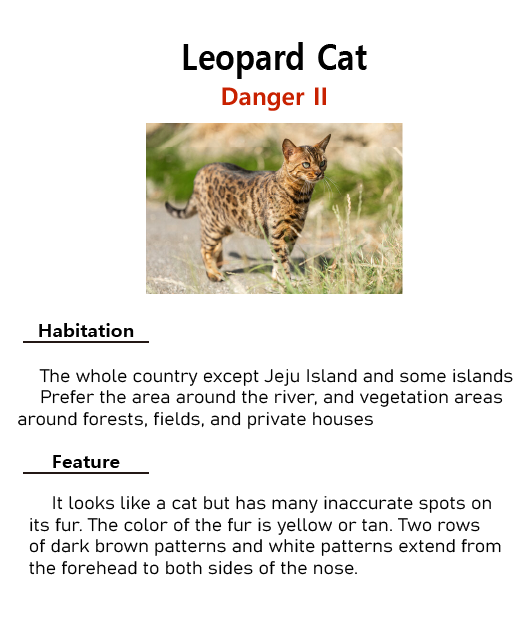 Leopard Cat
Danger II
Habitation
The whole country except Jeju Island and some islands
Prefer the area around the river, and vegetation areas
around forests, fields, and private houses
Feature
It looks like a cat but has many inaccurate spots on
its fur. The color of the fur is yellow or tan. Two rows
of dark brown patterns and white patterns extend from
the forehead to both sides of the nose.